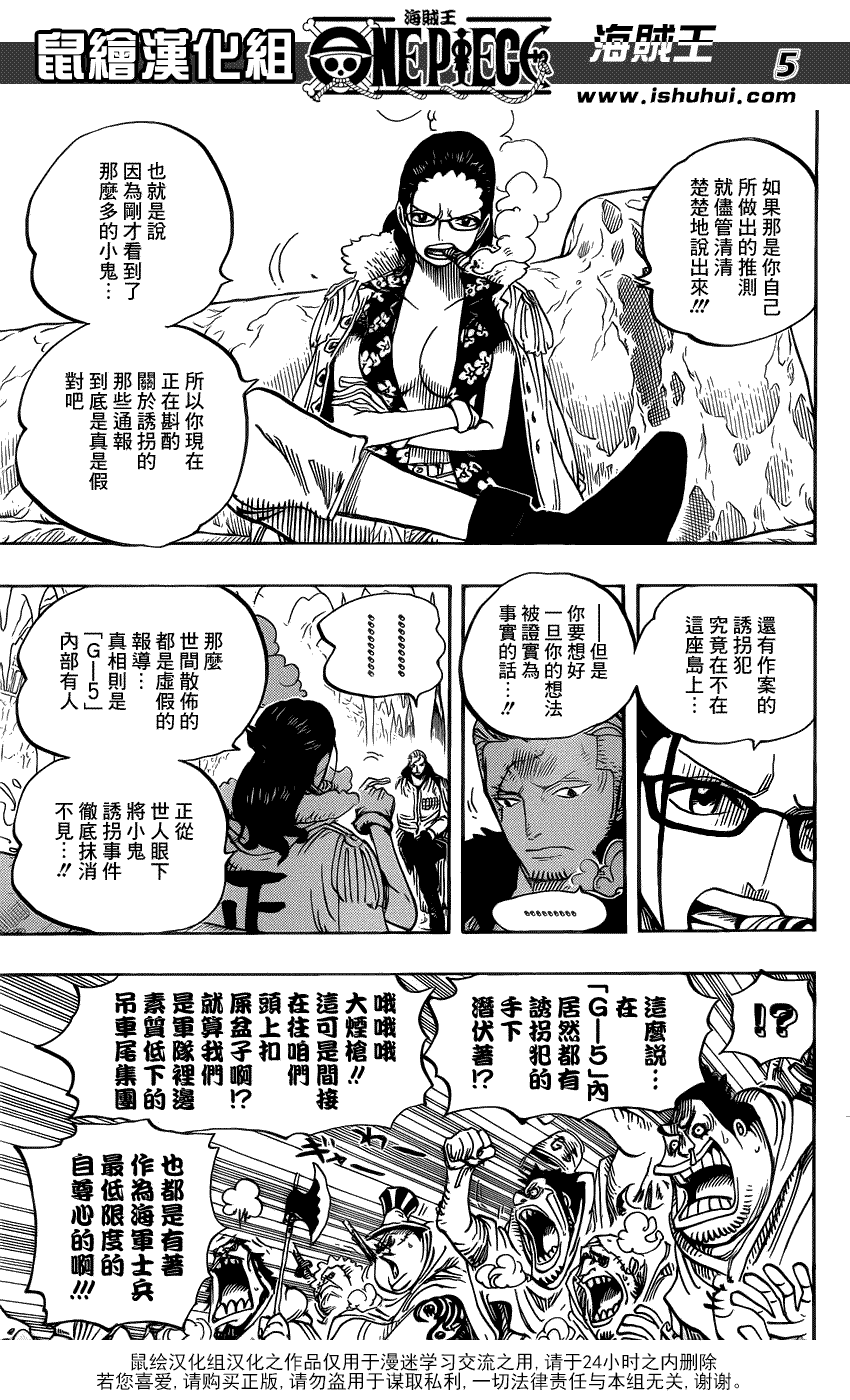 鼠繪漢化組
海賊王
ONE PIECE
海賊王
5
www.ishuhui.com
如果那是你自己
所做出的推測
就儘管清清
楚楚地說出來!!!
也就是說
因為剛才看到了
那麼多的小鬼…
所以你現在
正在斟酌
關於誘拐的
那些通報
到底是真是假
對吧
還有作案的
誘拐犯
究竟在不在
這座島上…
──但是
你要想好
一旦你的想法
被證實為
事實的話…!!
那麼
世間散佈的
都是虛假的
報導…
真相則是
「G─5」
內部有人
正從
世人眼下
將小鬼
誘拐事件
徹底抹消
不見…!!
正
!?
這麼說…
在
「G─5」內
居然都有
誘拐犯的
手下
潛伏著!?
哦哦哦
大煙槍!!
這可是間接
在往咱們
頭上扣
屎盆子啊!?
就算我們
是軍隊裡邊
素質低下的
吊車尾集團
也都是有著
作為海軍士兵
最低限度的
自尊心的啊!!!
鼠绘汉化组汉化之作品仅用于漫迷学习交流之用, 请于24小时之内删除
若您喜爱, 请购买正版, 请勿盗用于谋取私利, 一切法律责任与本组无关, 谢谢。